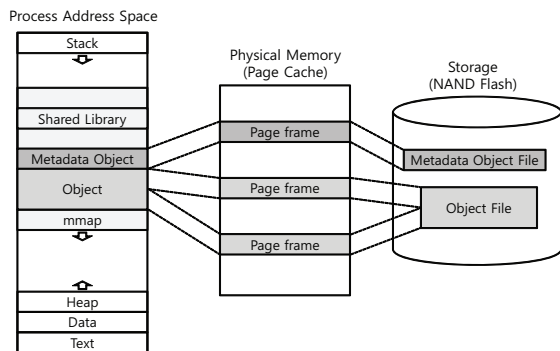 Process Address Space
Stack
Shared Library
Metadata Object
Object
mmap
Heap
Data
Text
Physical Memory
(Page Cache)
Page frame
Page frame
Page frame
Storage
(NAND Flash)
Metadata Object File
Object File